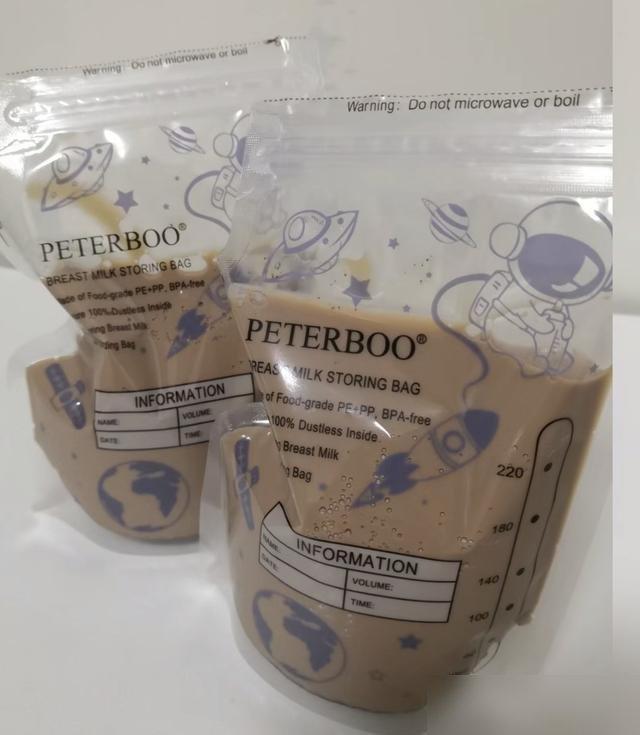 Warning: Do not microwave or boil
PETERBOO®
BREAST MILK STORING BAG
of Food-grade PE+PP, BPA-free
100% Dustless Inside
Breast Milk
Bag
INFORMATION
NAME:
VOLUME:
DATE:
TIME:
Warning: Do not microwave or boil
PETERBOO®
BREAST MILK STORING BAG
of Food-grade PE+PP, BPA-free
100% Dustless Inside
Breast Milk
Bag
220
180
140
100
INFORMATION
NAME:
VOLUME:
DATE:
TIME: